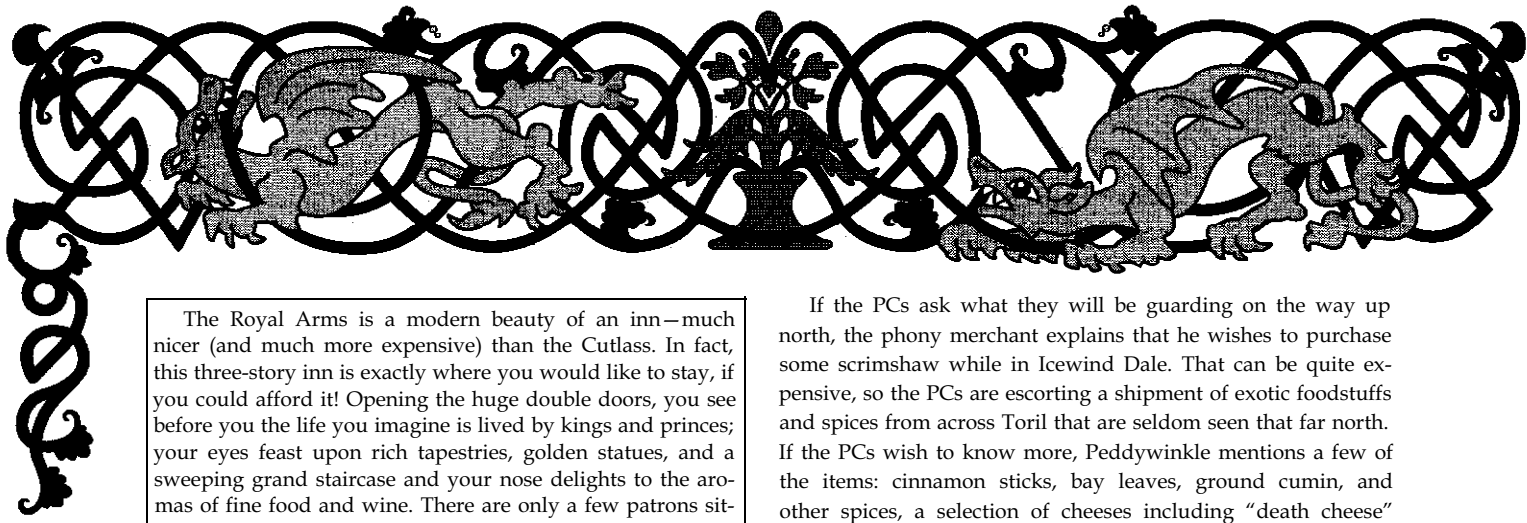 The Royal Arms is a modern beauty of an inn—much
nicer (and much more expensive) than the Cutlass. In fact,
this three-story inn is exactly where you would like to stay, if
you could afford it! Opening the huge double doors, you see
before you the life you imagine is lived by kings and princes;
your eyes feast upon rich tapestries, golden statues, and a
sweeping grand staircase and your nose delights to the aro-
mas of fine food and wine. There are only a few patrons sit-
If the PCs ask what they will be guarding on the way up
north, the phony merchant explains that he wishes to purchase
some scrimshaw while in Icewind Dale. That can be quite ex-
pensive, so the PCs are escorting a shipment of exotic foodstuffs
and spices from across Toril that are seldom seen that far north.
If the PCs wish to know more, Peddywinkle mentions a few of
the items: cinnamon sticks, bay leaves, ground cumin, and
other spices, a selection of cheeses including “death cheese”